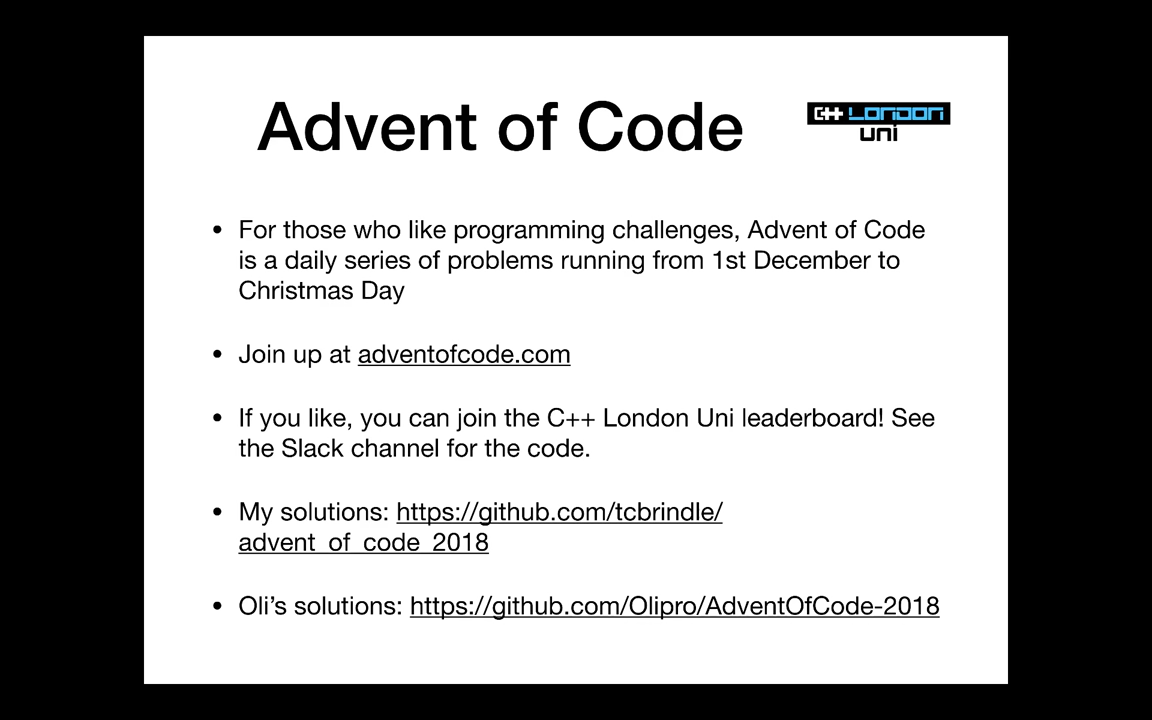 Advent of Code
C++ London
uni
• For those who like programming challenges, Advent of Code
is a daily series of problems running from 1st December to
Christmas Day
• Join up at adventofcode.com
• If you like, you can join the C++ London Uni leaderboard! See
the Slack channel for the code.
• My solutions: https://github.com/tcbrindle/
advent_of_code_2018
• Oli’s solutions: https://github.com/Olipro/AdventOfCode-2018